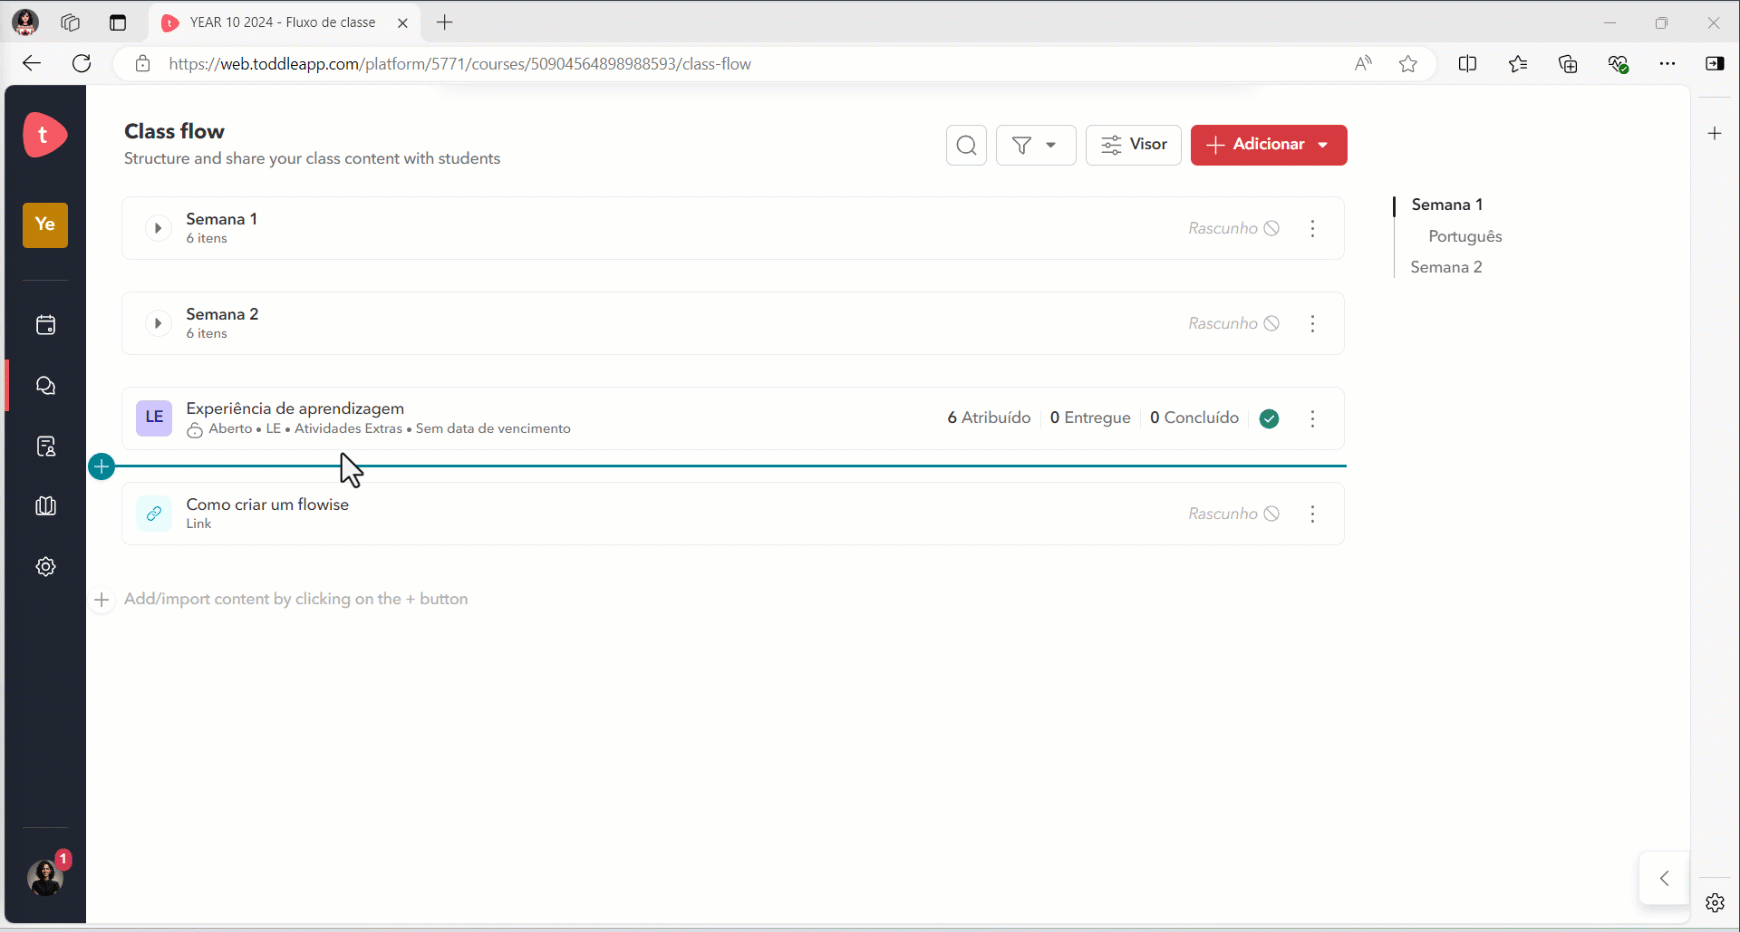 YEAR 10 2024 - Fluxo de classe
https://web.toddleapp.com/platform/5771/courses/50904564898988593/class-flow
t
Class flow
Structure and share your class content with students
Visor
Adicionar
Ye
Semana 1
6 itens
Rascunho
Semana 1
Português
Semana 2
Semana 2
6 itens
Rascunho
LE
Experiência de aprendizagem
Aberto • LE • Atividades Extras • Sem data de vencimento
6 Atribuído
0 Entregue
0 Concluído
Como criar um flowise
Link
Rascunho
Add/import content by clicking on the + button
1